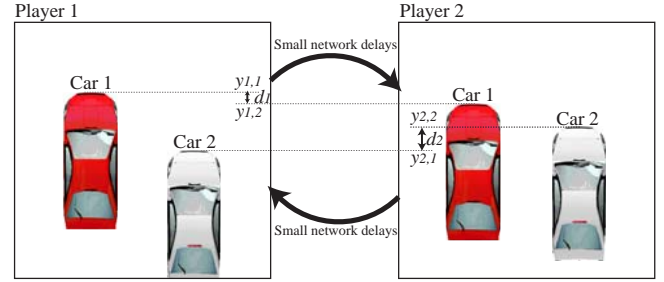 Player 1
Player 2
Small network delays
y1,1
d1
y1,2
Car 1
Car 2
Car 1
Car 2
y2,2
d2
y2,1
Small network delays